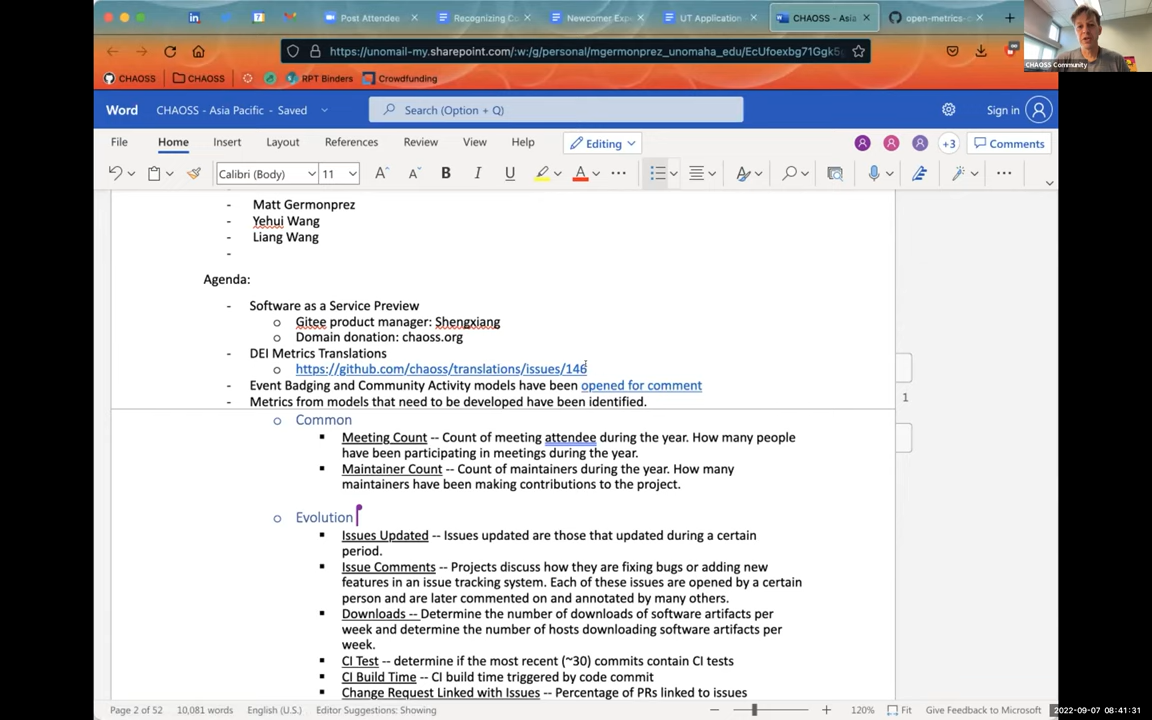 Post Attendee
Recognizing Co
Newcomer Exp
UT Application
CHAOSS - Asia
open-metrics-c
https://unomail-my.sharepoint.com/:w:/g/personal/mgermonprez_unomaha_edu/EcUfoexbg71Ggk5
CHAOSS Community
CHAOSS
CHAOSS
RPT Binders
Crowdfunding
Word
CHAOSS - Asia Pacific - Saved
Search (Option + Q)
Sign in
File
Home
Insert
Layout
References
Review
View
Help
Editing
+3
Comments
Calibri (Body)
11
- Matt Germonprez
- Yehui Wang
- Liang Wang
-
Agenda:
- Software as a Service Preview
o Gitee product manager: Shengxiang
o Domain donation: chaoss.org
- DEI Metrics Translations
o https://github.com/chaoss/translations/issues/146
- Event Badging and Community Activity models have been opened for comment
- Metrics from models that need to be developed have been identified.
o Common
▪ Meeting Count -- Count of meeting attendee during the year. How many people
have been participating in meetings during the year.
▪ Maintainer Count -- Count of maintainers during the year. How many
maintainers have been making contributions to the project.
o Evolution
▪ Issues Updated -- Issues updated are those that updated during a certain
period.
▪ Issue Comments -- Projects discuss how they are fixing bugs or adding new
features in an issue tracking system. Each of these issues are opened by a certain
person and are later commented on and annotated by many others.
▪ Downloads -- Determine the number of downloads of software artifacts per
week and determine the number of hosts downloading software artifacts per
week.
▪ CI Test -- determine if the most recent (~30) commits contain CI tests
▪ CI Build Time -- CI build time triggered by code commit
▪ Change Request Linked with Issues -- Percentage of PRs linked to issues
1
Page 2 of 52
10,081 words
English (U.S.)
Editor Suggestions: Showing
120%
Fit
Give Feedback to Microsoft
2022-09-07 08:41:31